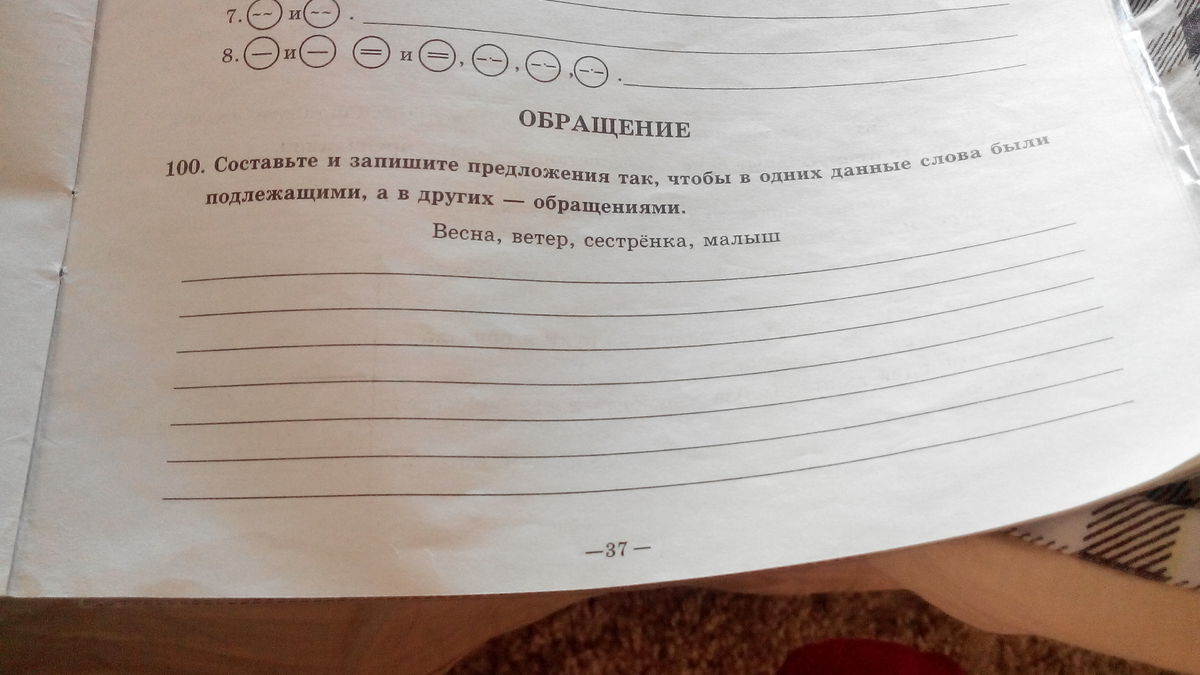 7. и .
8. и и , , , .
ОБРАЩЕНИЕ
100. Составьте и запишите предложения так, чтобы в одних данные слова были
подлежащими, а в других — обращениями.
Весна, ветер, сестрёнка, малыш
—37—